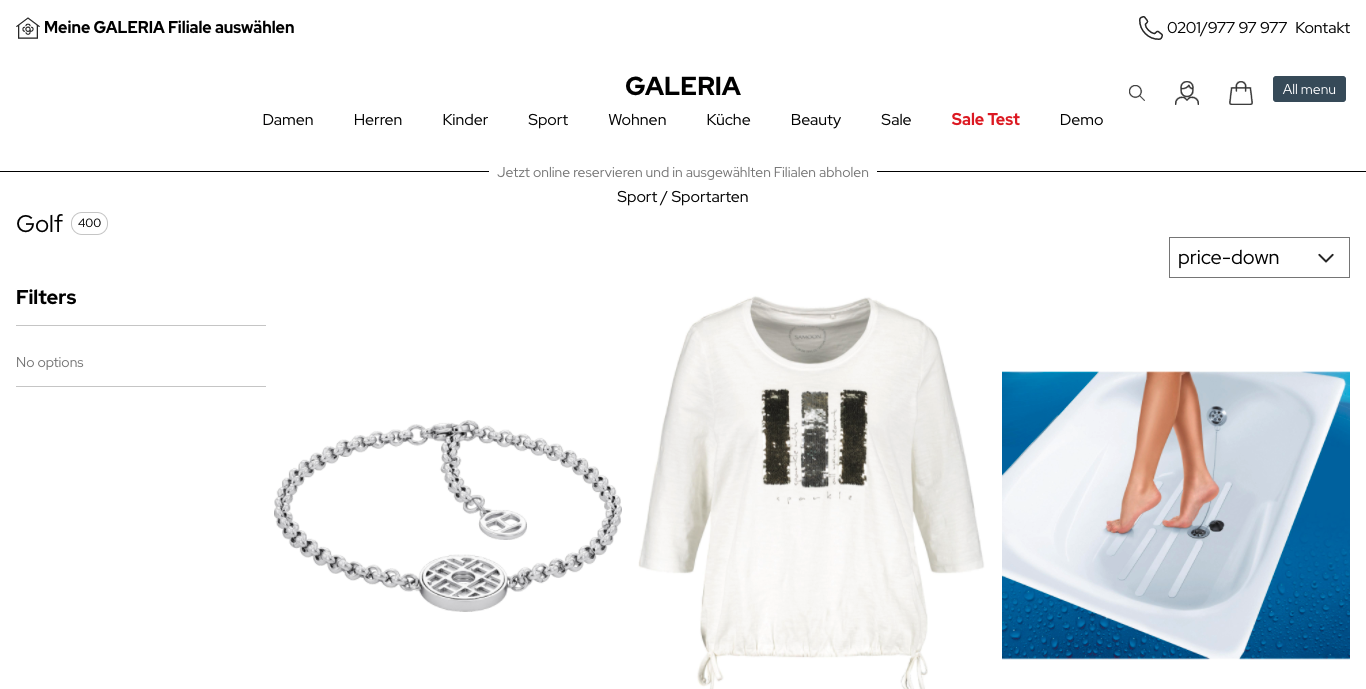 Meine GALERIA Filiale auswählen
0201/977 97 977 Kontakt
GALERIA
All menu
Damen Herren Kinder Sport Wohnen Küche Beauty Sale Sale Test Demo
Jetzt online reservieren und in ausgewählten Filialen abholen
Sport / Sportarten
Golf 400
price-down
Filters
No options
sparkle